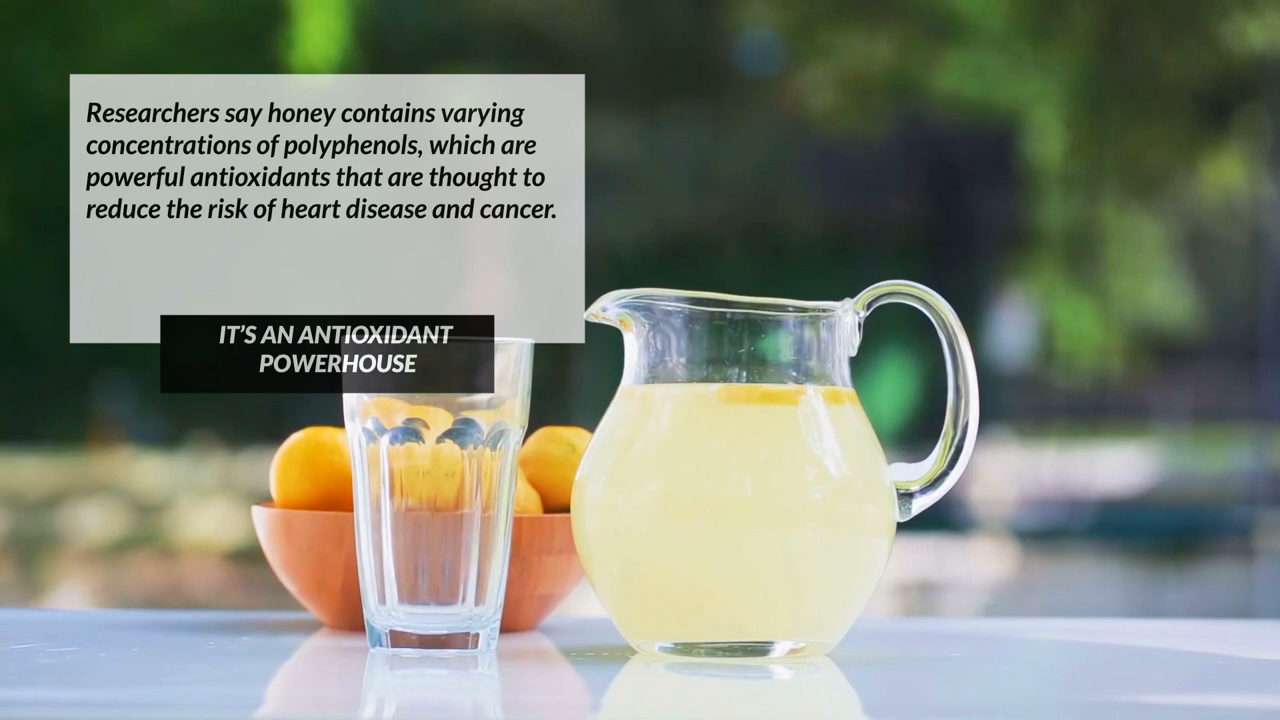 Researchers say honey contains varying
concentrations of polyphenols, which are
powerful antioxidants that are thought to
reduce the risk of heart disease and cancer.
IT'S AN ANTIOXIDANT
POWERHOUSE